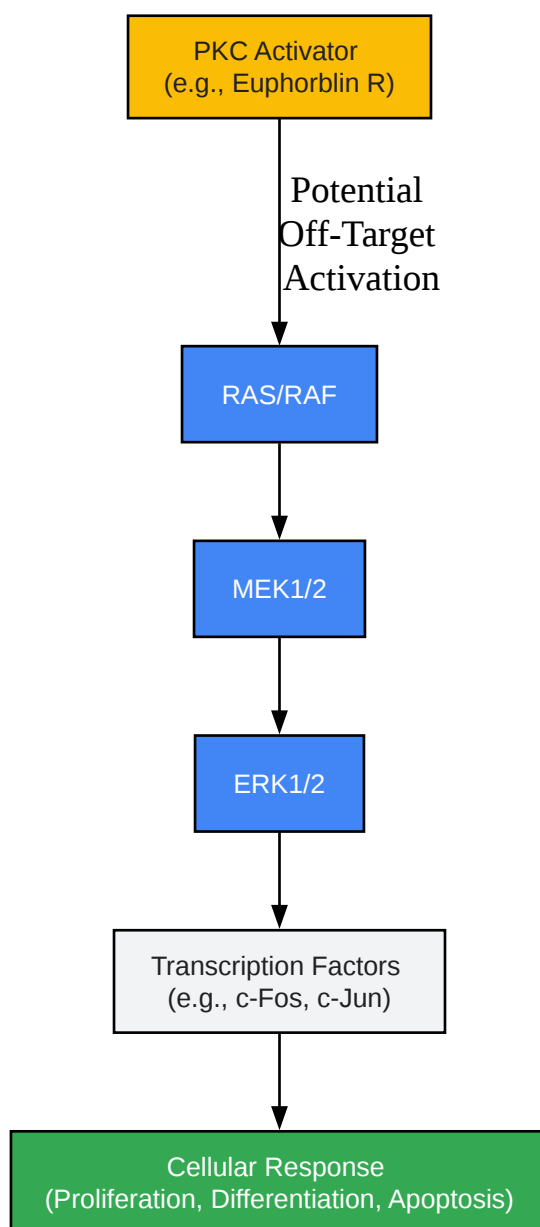 PKC Activator
(e.g., Euphorblin R)
Potential
Off-Target
Activation
RAS/RAF
MEK1/2
ERK1/2
Transcription Factors
(e.g., c-Fos, c-Jun)
Cellular Response
(Proliferation, Differentiation, Apoptosis)